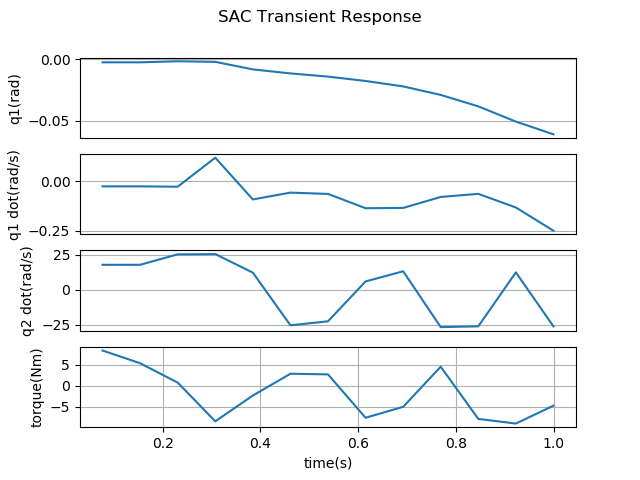 SAC Transient Response
q1(rad)
0.00
−0.05
q1 dot(rad/s)
0.00
−0.25
q2 dot(rad/s)
25
0
−25
torque(Nm)
5
0
−5
0.2 0.4 0.6 0.8 1.0
time(s)